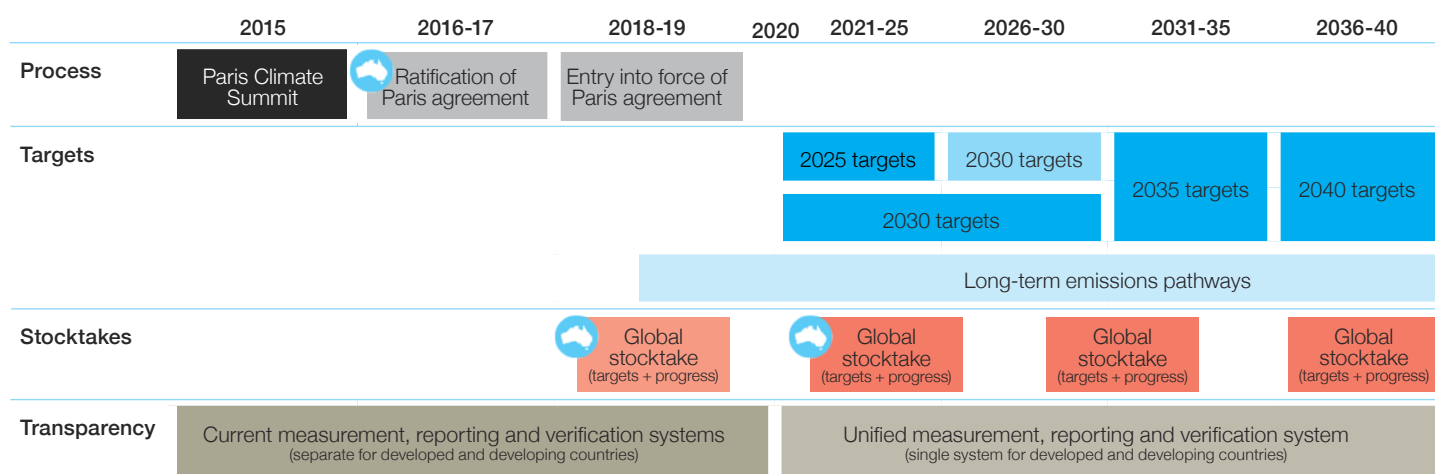 2015 2016-17 2018-19 2020 2021-25 2026-30 2031-35 2036-40
Process
Paris Climate
Summit
Ratification of
Paris agreement
Entry into force of
Paris agreement
Targets
2025 targets
2030 targets
2035 targets
2040 targets
2030 targets
Long-term emissions pathways
Stocktakes
Global
stocktake
(targets + progress)
Global
stocktake
(targets + progress)
Global
stocktake
(targets + progress)
Global
stocktake
(targets + progress)
Transparency
Current measurement, reporting and verification systems
(separate for developed and developing countries)
Unified measurement, reporting and verification system
(single system for developed and developing countries)